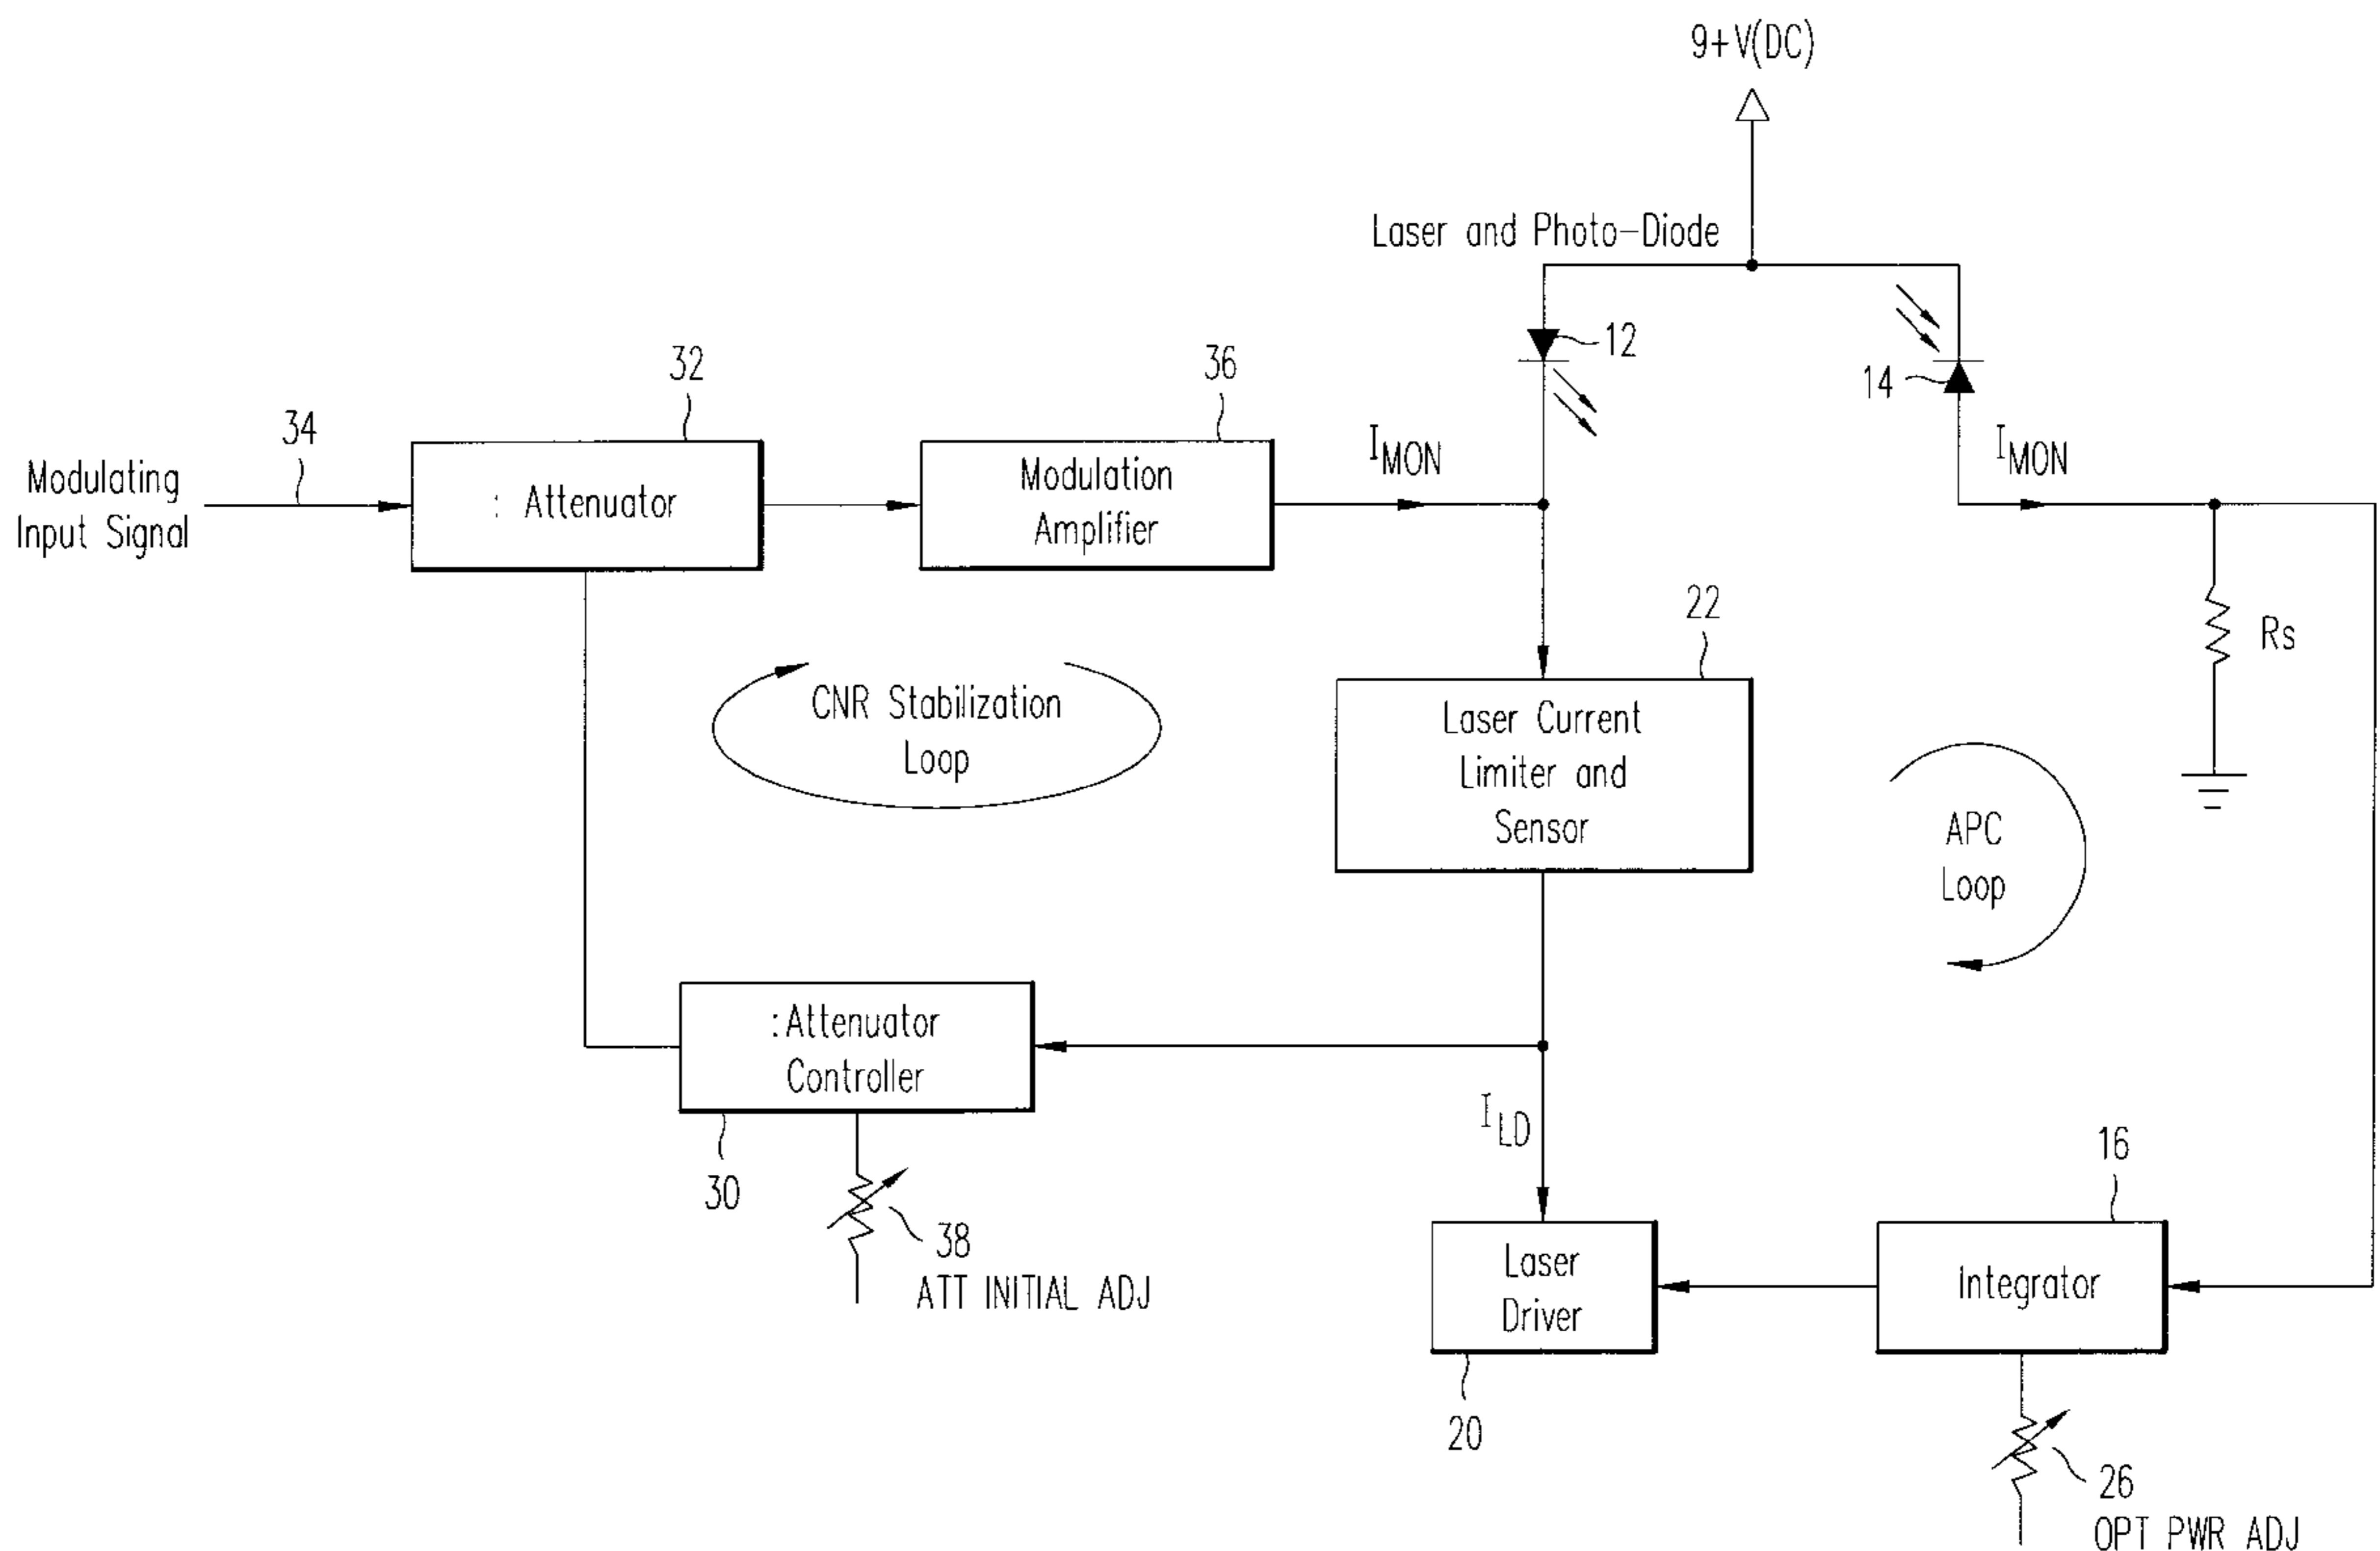 9+V(DC)
Laser and Photo-Diode
12
14
32
36
34
Modulating
Input Signal
: Attenuator
Modulation
Amplifier
IMON
IMON
22
Rs
Laser Current
Limiter and
Sensor
CNR Stabilization
Loop
APC
Loop
:Attenuator
Controller
ILD
30
38
ATT INITIAL ADJ
16
Laser
Driver
Integrator
20
26
OPT PWR ADJ